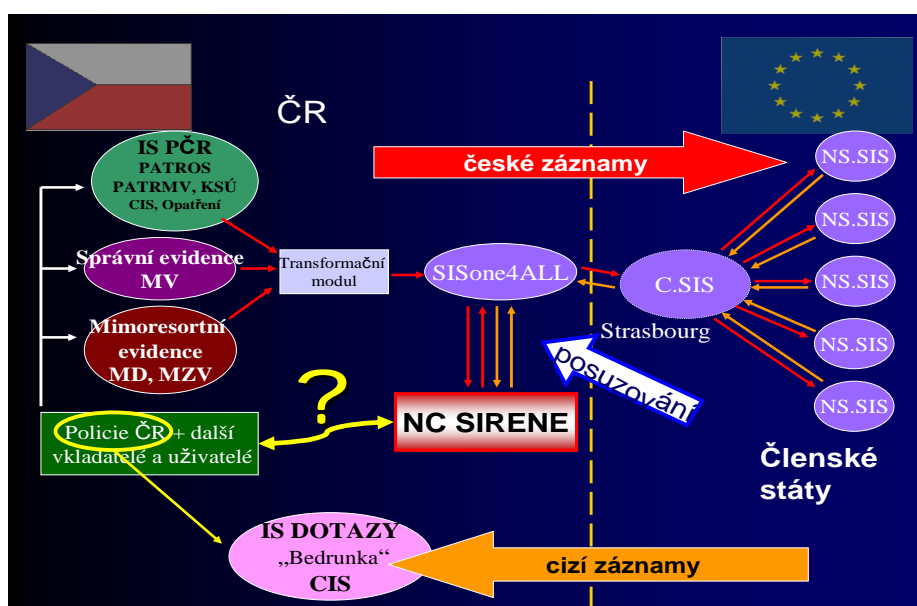 ČR
IS PČR
PATROS
PATRMV, KSÚ
CIS, Opatření
české záznamy
NS.SIS
NS.SIS
Správní evidence
MV
Transformační
modul
SISone4ALL
C.SIS
NS.SIS
Strasbourg
Mimoresortní
evidence
MD, MZV
NS.SIS
posuzování
?
NC SIRENE
NS.SIS
Policie ČR + další
vkladatelé a uživatelé
Členské
státy
IS DOTAZY
„Bedrunka“
CIS
cizí záznamy